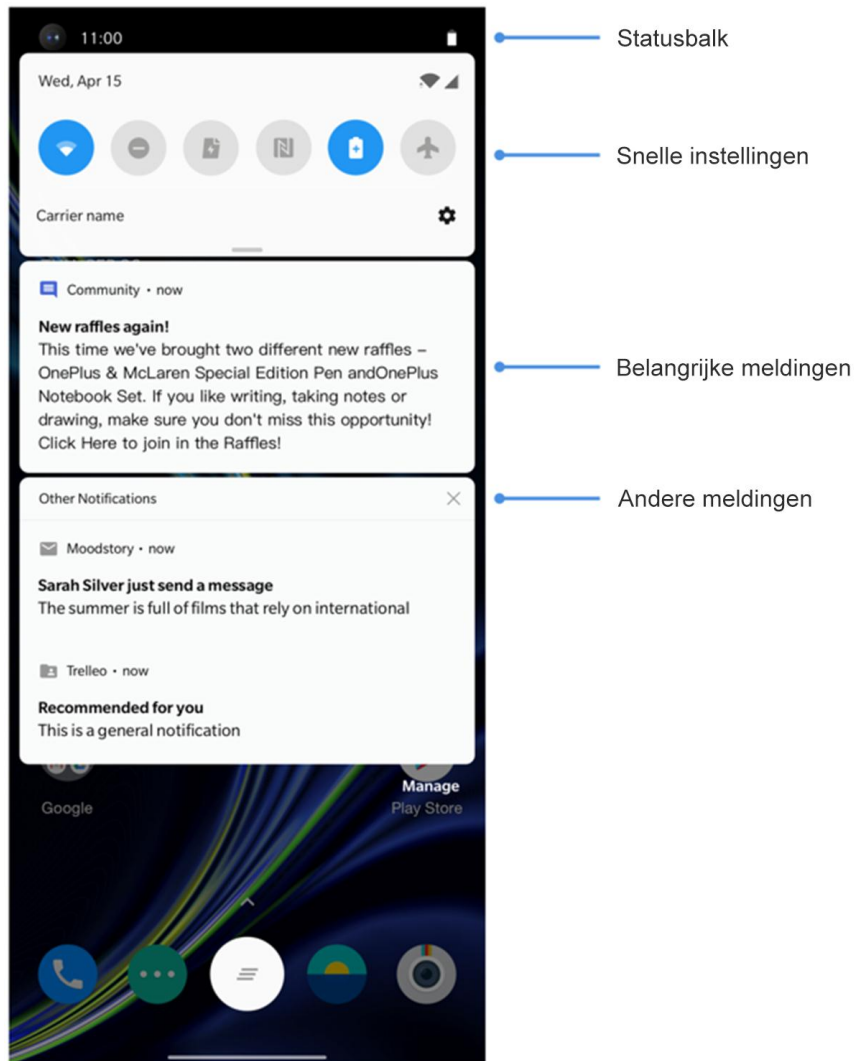 11:00
Statusbalk
Wed, Apr 15
Snelle instellingen
Carrier name
Community • now
New raffles again!
This time we've brought two different new raffles –
OnePlus & McLaren Special Edition Pen andOnePlus
Notebook Set. If you like writing, taking notes or
drawing, make sure you don't miss this opportunity!
Click Here to join in the Raffles!
Belangrijke meldingen
Other Notifications
Andere meldingen
Moodstory • now
Sarah Silver just send a message
The summer is full of films that rely on international
Trelleo • now
Recommended for you
This is a general notification
Manage
Google
Play Store